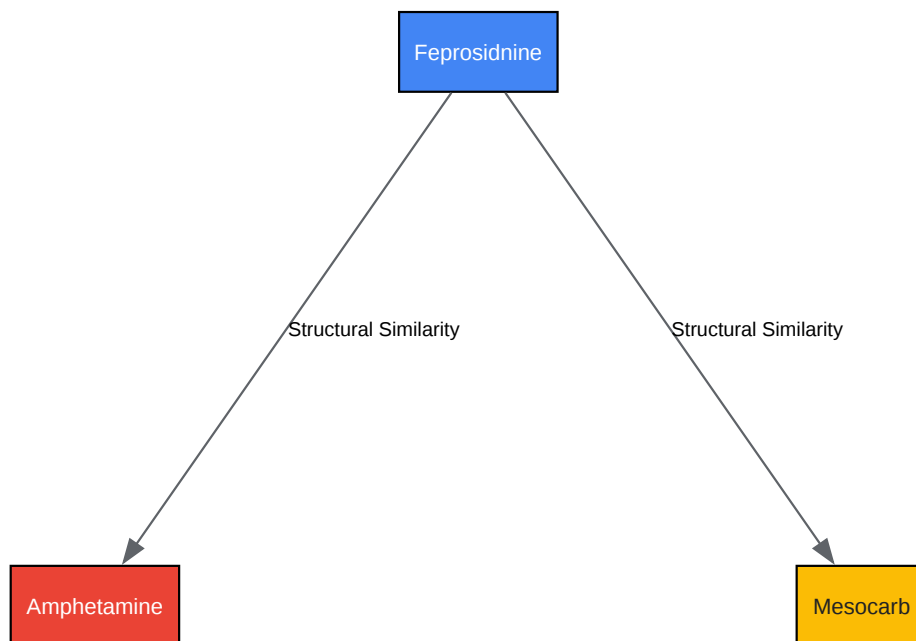 Feprosidnine
Structural Similarity
Structural Similarity
Amphetamine
Mesocarb